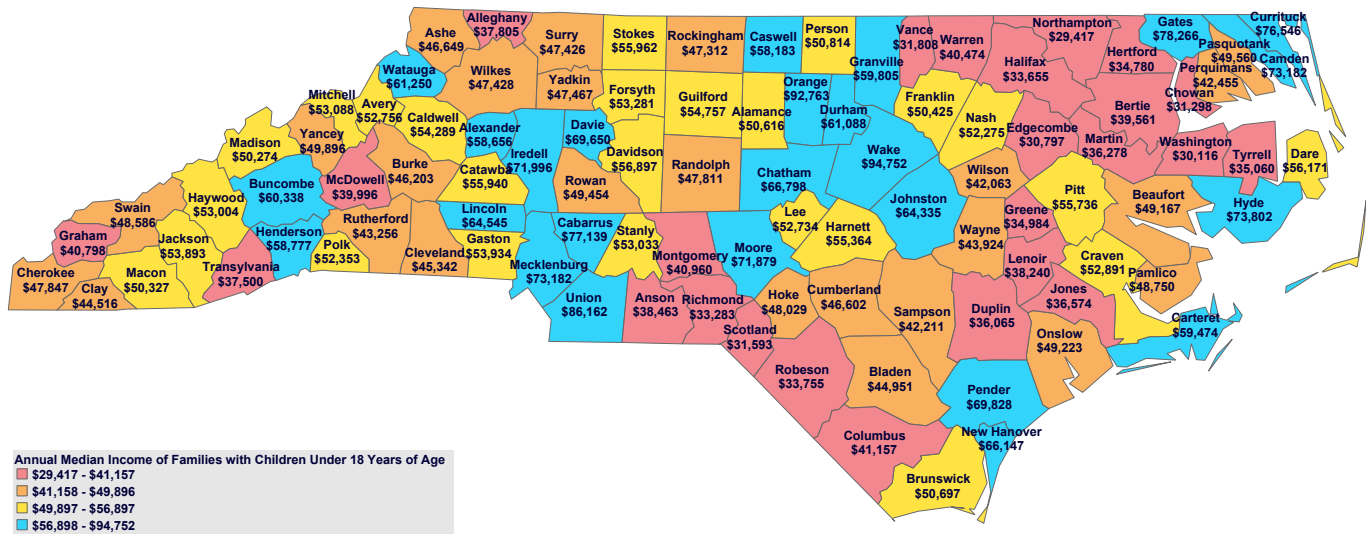 Alleghany
$37,805
Ashe
$46,649
Surry
$47,426
Stokes
$55,962
Rockingham
$47,312
Caswell
$58,183
Person
$50,814
Granville
$59,805
Vance
$31,808
Warren
$40,474
Northampton
$29,417
Hertford
$34,780
Gates
$78,266
Currituck
$76,546
Pasquotank
$49,560
Camden
$73,182
Perquimans
$42,455
Chowan
$31,298
Halifax
$33,655
Bertie
$39,561
Watauga
$61,250
Wilkes
$47,428
Yadkin
$47,467
Forsyth
$53,281
Guilford
$54,757
Alamance
$50,616
Orange
$92,763
Durham
$61,088
Franklin
$50,425
Nash
$52,275
Edgecombe
$30,797
Martin
$36,278
Washington
$30,116
Tyrrell
$35,060
Dare
$56,171
Mitchell
$53,088
Avery
$52,756
Caldwell
$54,289
Alexander
$58,656
Iredell
$71,996
Davie
$69,650
Davidson
$56,897
Randolph
$47,811
Chatham
$66,798
Wake
$94,752
Wilson
$42,063
Pitt
$55,736
Beaufort
$49,167
Hyde
$73,802
Madison
$50,274
Yancey
$49,896
Burke
$46,203
McDowell
$39,996
Catawba
$55,940
Rowan
$49,454
Johnston
$64,335
Greene
$34,984
Wayne
$43,924
Lenoir
$38,240
Craven
$52,891
Pamlico
$48,750
Jones
$36,574
Haywood
$53,004
Buncombe
$60,338
Swain
$48,586
Graham
$40,798
Jackson
$53,893
Henderson
$58,777
Polk
$52,353
Rutherford
$43,256
Cleveland
$45,342
Lincoln
$64,545
Gaston
$53,934
Mecklenburg
$73,182
Cabarrus
$77,139
Stanly
$53,033
Montgomery
$40,960
Moore
$71,879
Lee
$52,734
Harnett
$55,364
Cherokee
$47,847
Clay
$44,516
Macon
$50,327
Transylvania
$37,500
Union
$86,162
Anson
$38,463
Richmond
$33,283
Scotland
$31,593
Hoke
$48,029
Cumberland
$46,602
Sampson
$42,211
Duplin
$36,065
Onslow
$49,223
Carteret
$59,474
Robeson
$33,755
Bladen
$44,951
Pender
$69,828
Columbus
$41,157
New Hanover
$66,147
Brunswick
$50,697
Annual Median Income of Families with Children Under 18 Years of Age
$29,417 - $41,157
$41,158 - $49,896
$49,897 - $56,897
$56,898 - $94,752